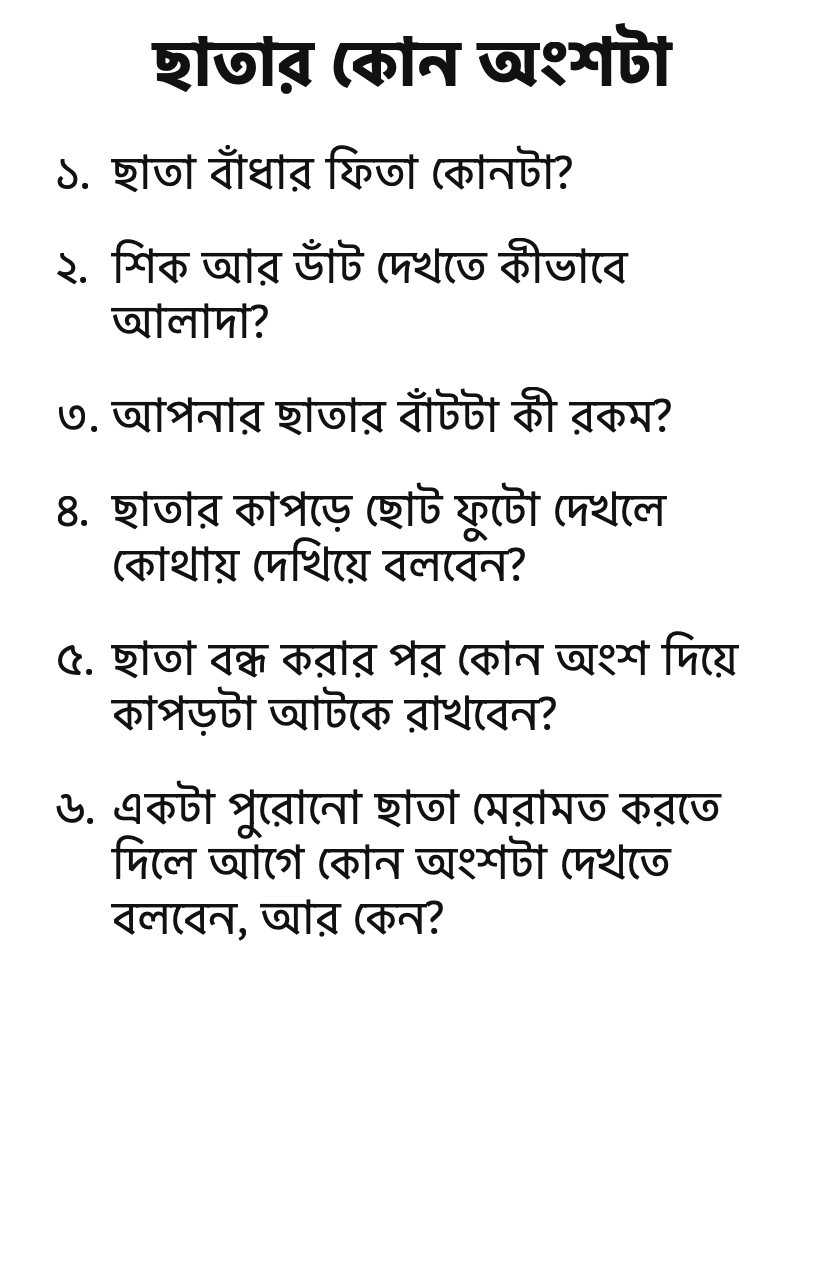 ছাতার কোন অংশটা
১. ছাতা বাঁধার ফিতা কোনটা?
২. শিক আর ডাঁট দেখতে কীভাবে
আলাদা?
৩. আপনার ছাতার বাঁটটা কী রকম?
৪. ছাতার কাপড়ে ছোট ফুটো দেখলে
কোথায় দেখিয়ে বলবেন?
৫. ছাতা বন্ধ করার পর কোন অংশ দিয়ে
কাপড়টা আটকে রাখবেন?
৬. একটা পুরোনো ছাতা মেরামত করতে
দিলে আগে কোন অংশটা দেখতে
বলবেন, আর কেন?